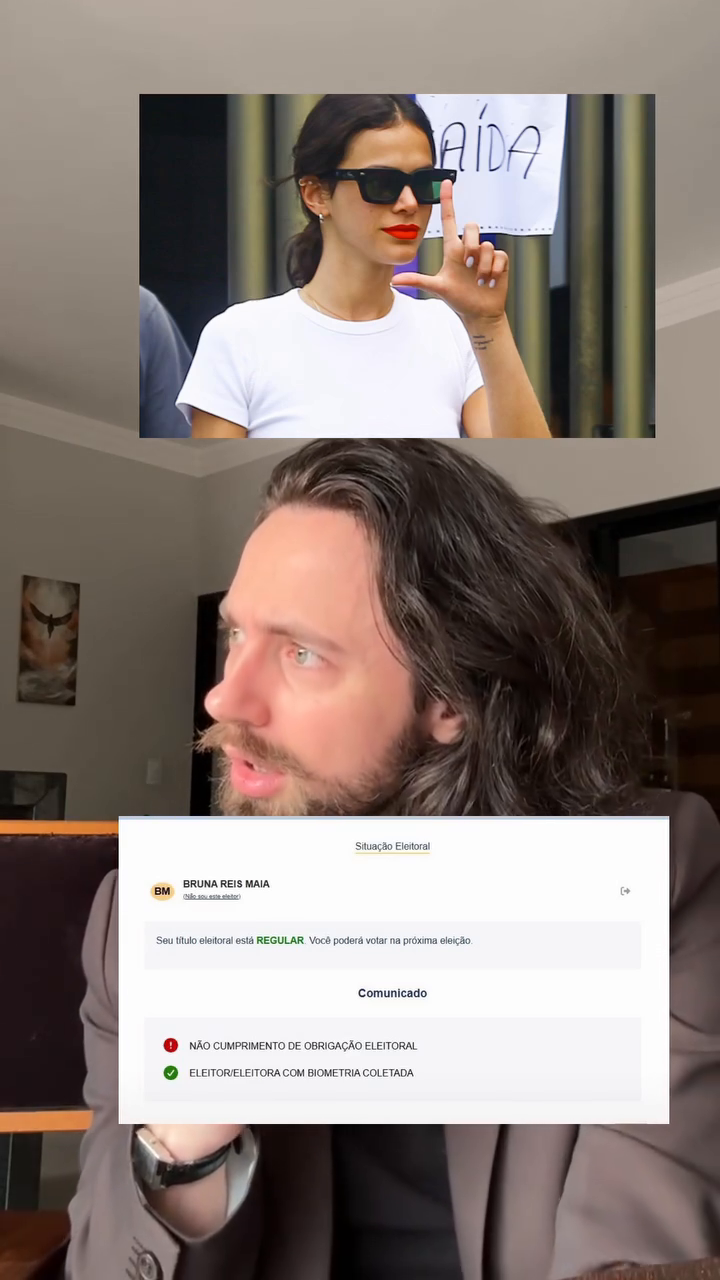 AÍDA
Situação Eleitoral
BM
BRUNA REIS MAIA
(Não sou este eleitor)
Seu título eleitoral está REGULAR. Você poderá votar na próxima eleição.
Comunicado
NÃO CUMPRIMENTO DE OBRIGAÇÃO ELEITORAL
ELEITOR/ELEITORA COM BIOMETRIA COLETADA